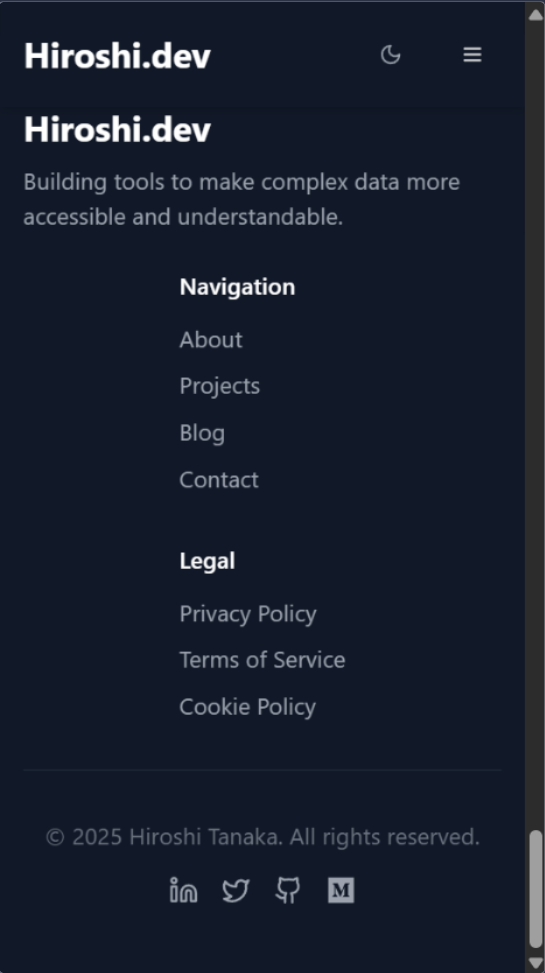 Hiroshi.dev
Hiroshi.dev
Building tools to make complex data more
accessible and understandable.
Navigation
About
Projects
Blog
Contact
Legal
Privacy Policy
Terms of Service
Cookie Policy
© 2025 Hiroshi Tanaka. All rights reserved.